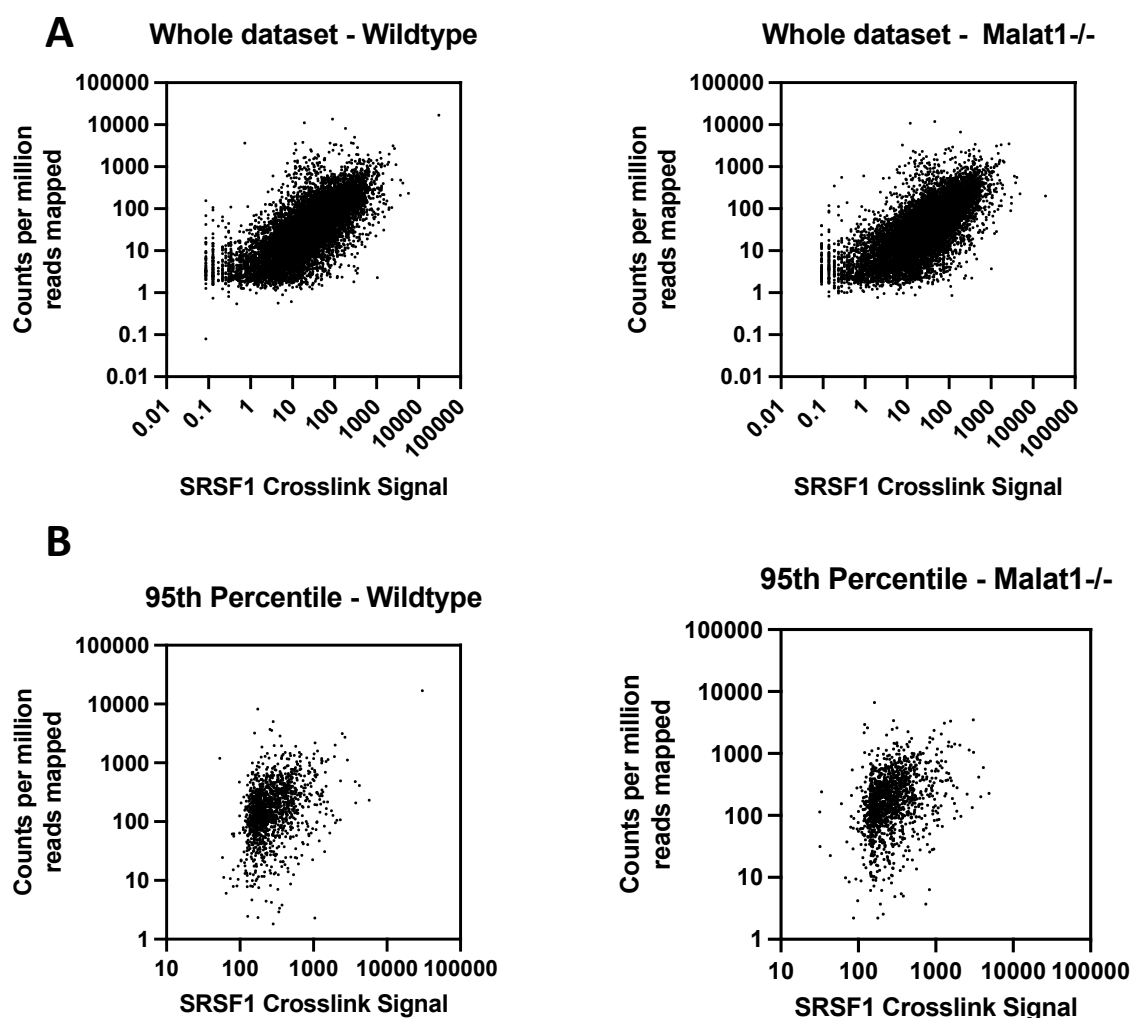 A
Whole dataset - Wildtype
Whole dataset - Malat1-/-
Counts per million
reads mapped
100000
10000
1000
100
10
1
0.1
0.01
0.01
0.1
1
10
100
1000
10000
100000
SRSF1 Crosslink Signal
Counts per million
reads mapped
100000
10000
1000
100
10
1
0.1
0.01
0.01
0.1
1
10
100
1000
10000
100000
SRSF1 Crosslink Signal
B
95th Percentile - Wildtype
95th Percentile - Malat1-/-
Counts per million
reads mapped
100000
10000
1000
100
10
1
10 100 1000 10000 100000
SRSF1 Crosslink Signal
Counts per million
reads mapped
100000
10000
1000
100
10
1
10 100 1000 10000 100000
SRSF1 Crosslink Signal